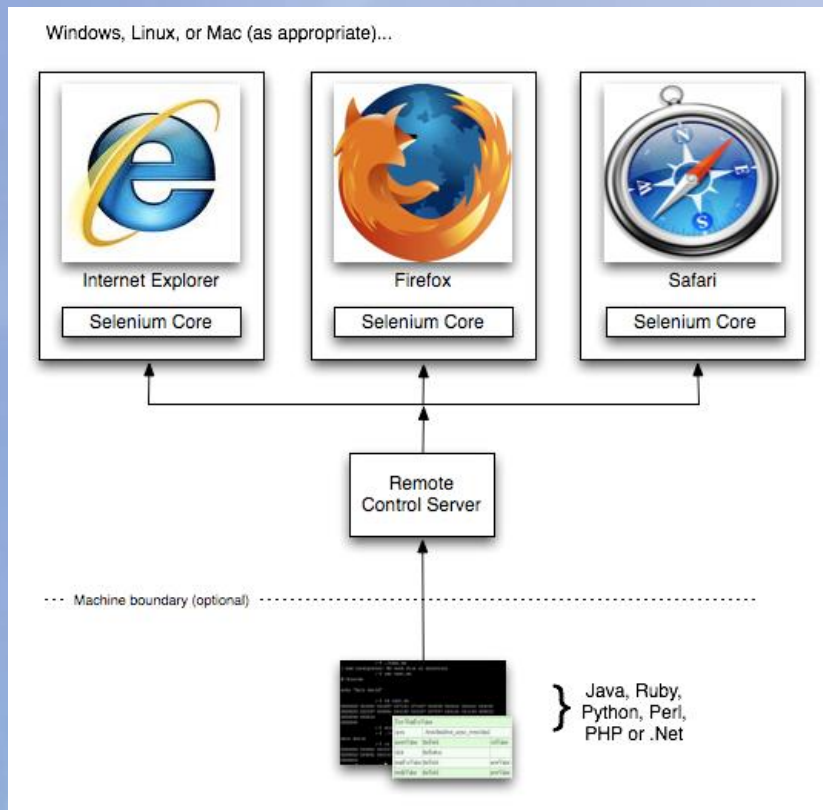 Windows, Linux, or Mac (as appropriate)...
Internet Explorer
Firefox
Safari
Selenium Core
Selenium Core
Selenium Core
Remote
Control Server
Machine boundary (optional)
Java, Ruby,
Python, Perl,
PHP or .Net
N
E
S
W